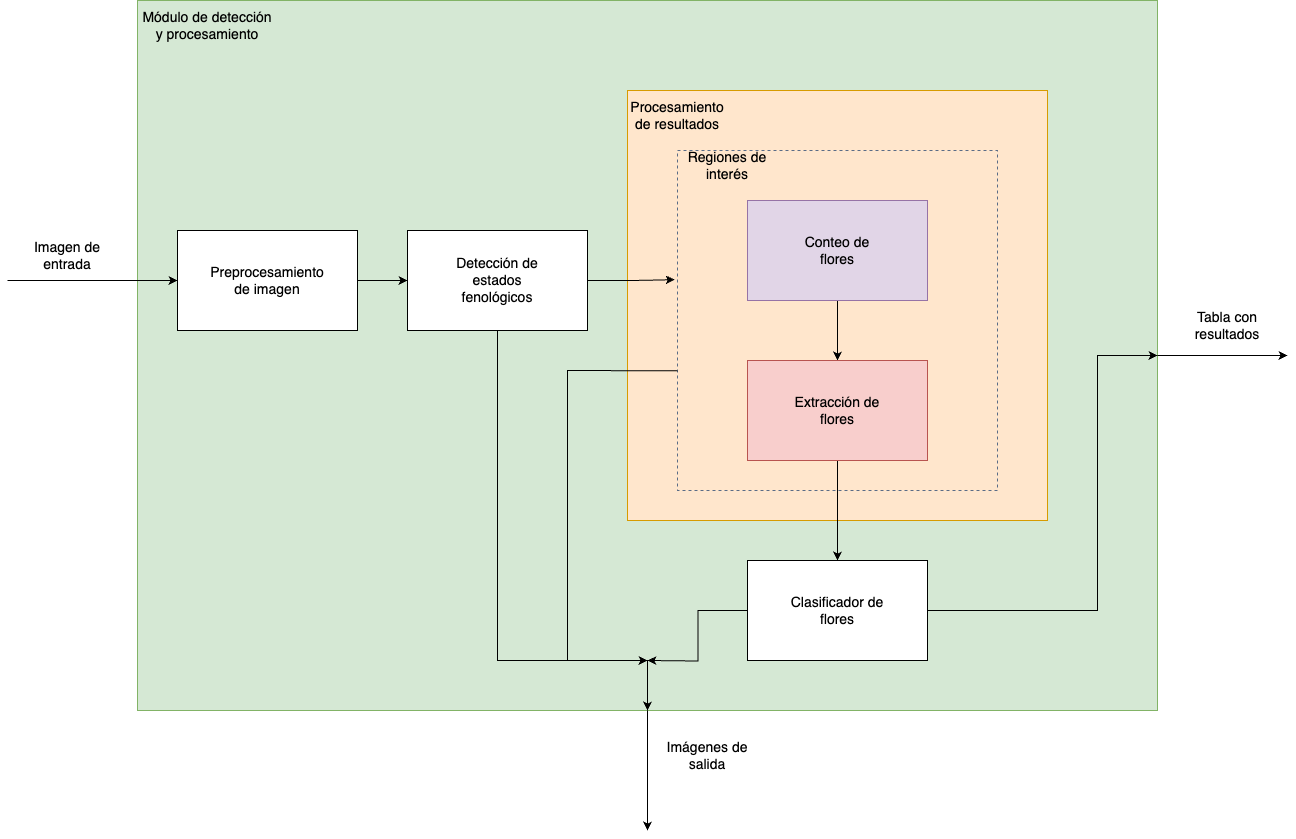 Módulo de detección
y procesamiento
Procesamiento
de resultados
Regiones de
interés
Imagen de
entrada
Preprocesamiento
de imagen
Detección de
estados
fenológicos
Conteo de
flores
Extracción de
flores
Tabla con
resultados
Clasificador de
flores
Imágenes de
salida